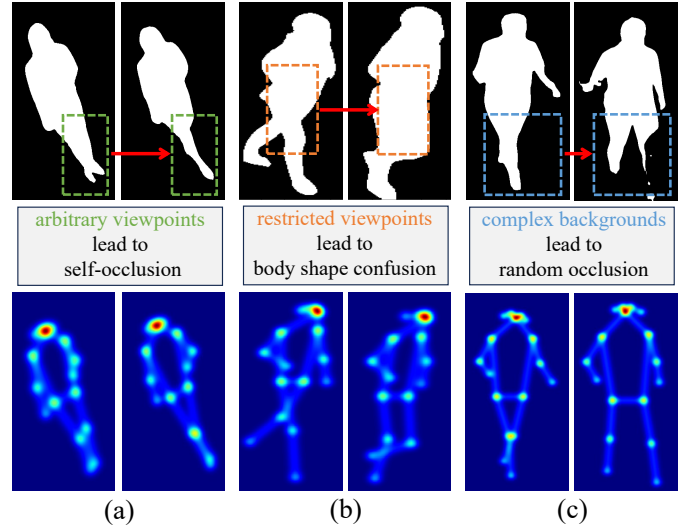 arbitrary viewpoints
lead to
self-occlusion
restricted viewpoints
lead to
body shape confusion
complex backgrounds
lead to
random occlusion
(a)
(b)
(c)